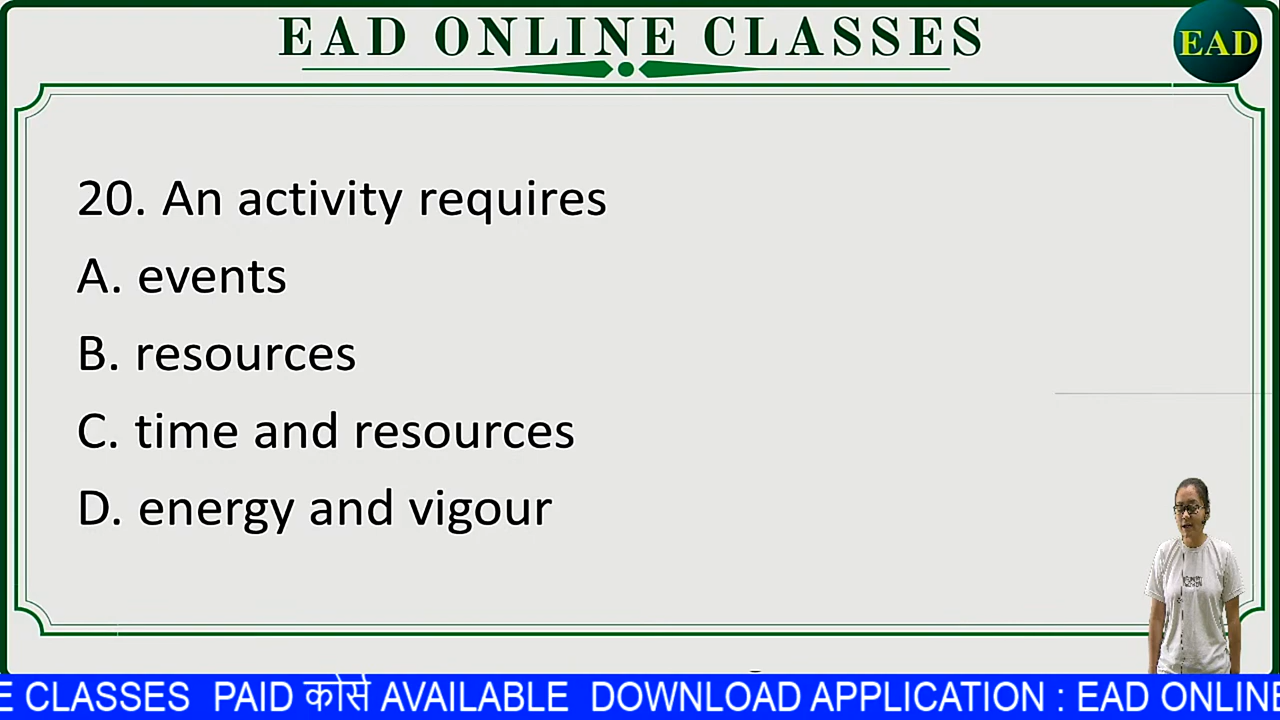 EAD ONLINE CLASSES
EAD
20. An activity requires
A. events
B. resources
C. time and resources
D. energy and vigour
E CLASSES PAID कोर्स AVAILABLE DOWNLOAD APPLICATION : EAD ONLINE